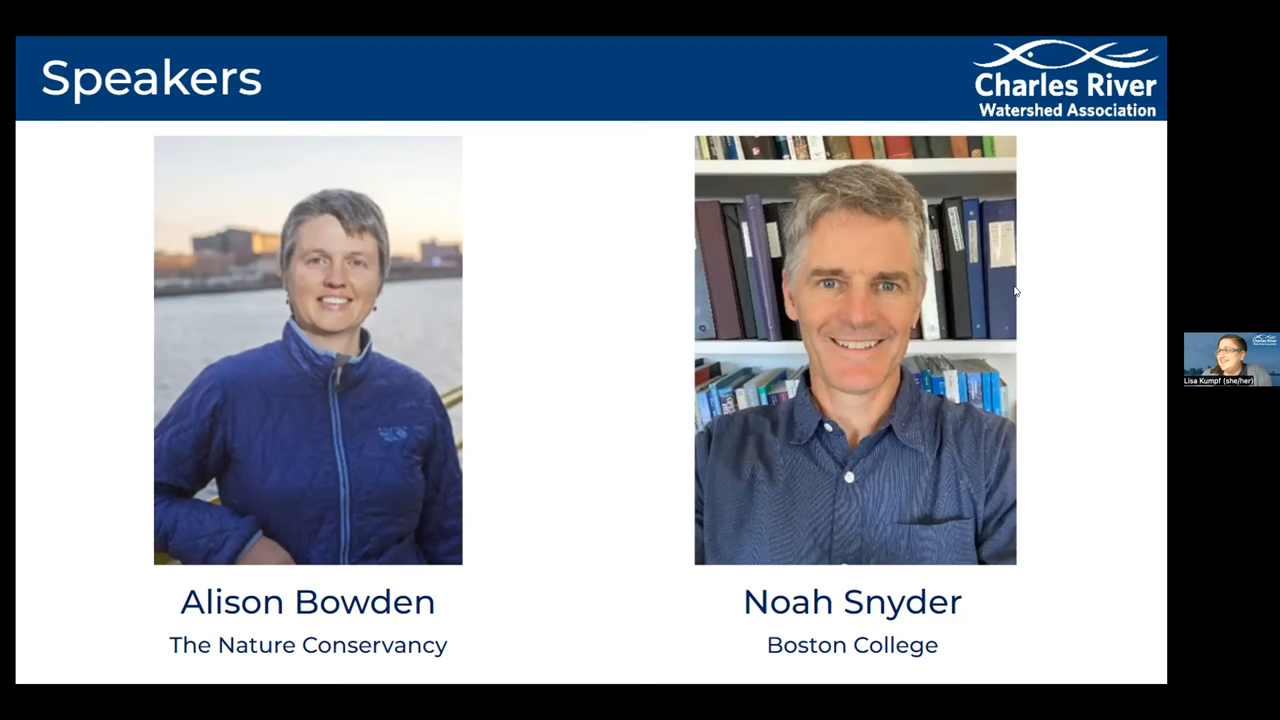 Speakers
Charles River
Watershed Association
Alison Bowden
The Nature Conservancy
Noah Snyder
Boston College
Lisa Kumpf (she/her)